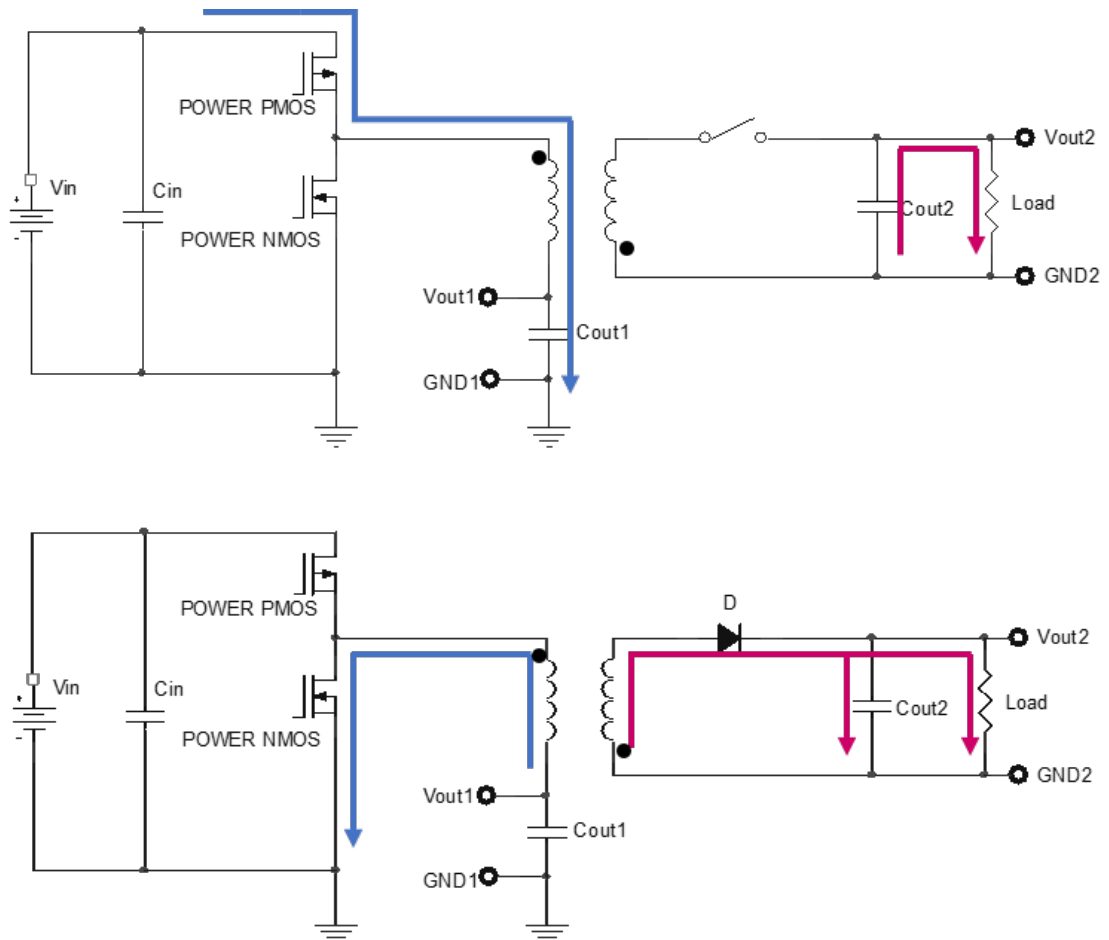 POWER PMOS
Vout2
Vin
Cin
Cout2
Load
POWER NMOS
GND2
Vout1
Cout1
GND1
D
POWER PMOS
Vout2
Vin
Cin
Cout2
Load
POWER NMOS
GND2
Vout1
Cout1
GND1